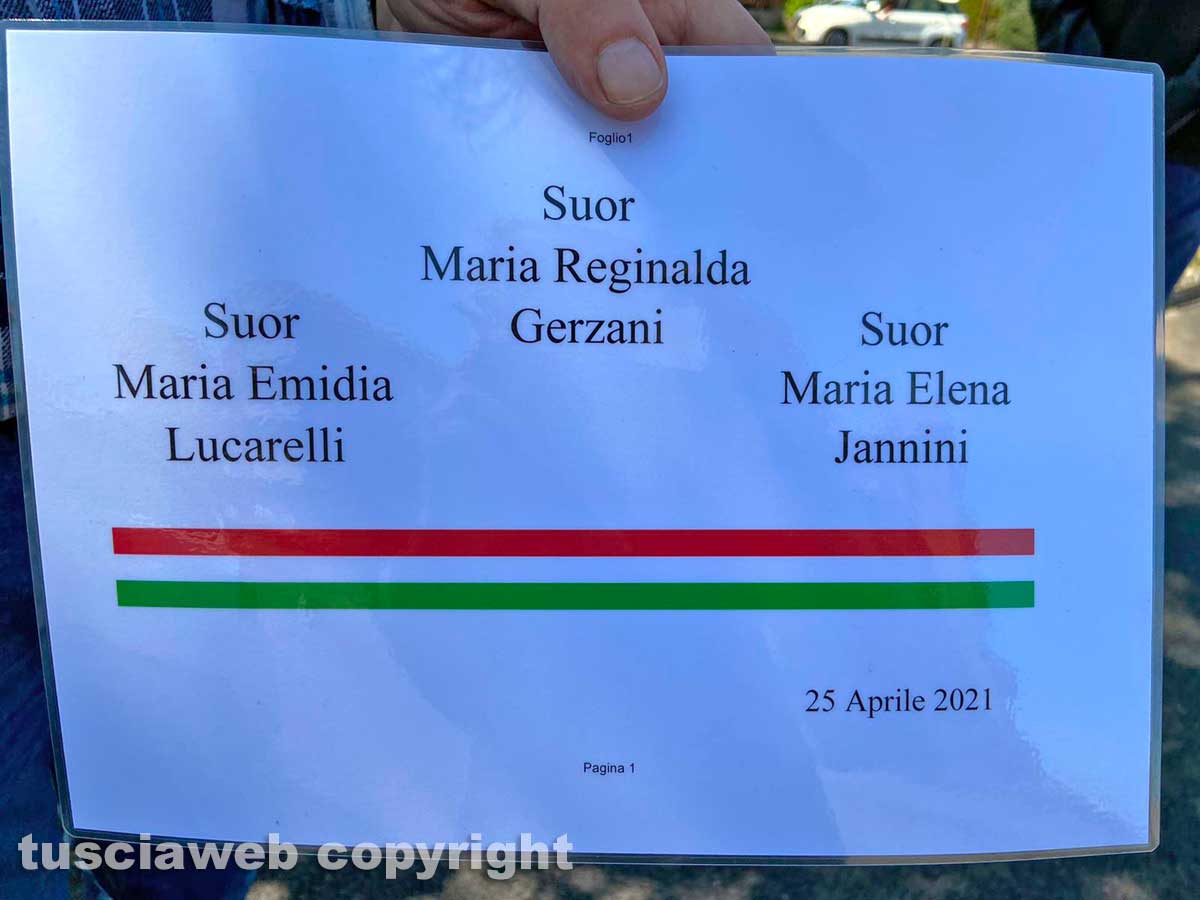 Foglio1
Suor
Maria Reginalda
Gerzani
Suor
Maria Emidia
Lucarelli
Suor
Maria Elena
Jannini
25 Aprile 2021
Pagina 1
tusciaweb copyright